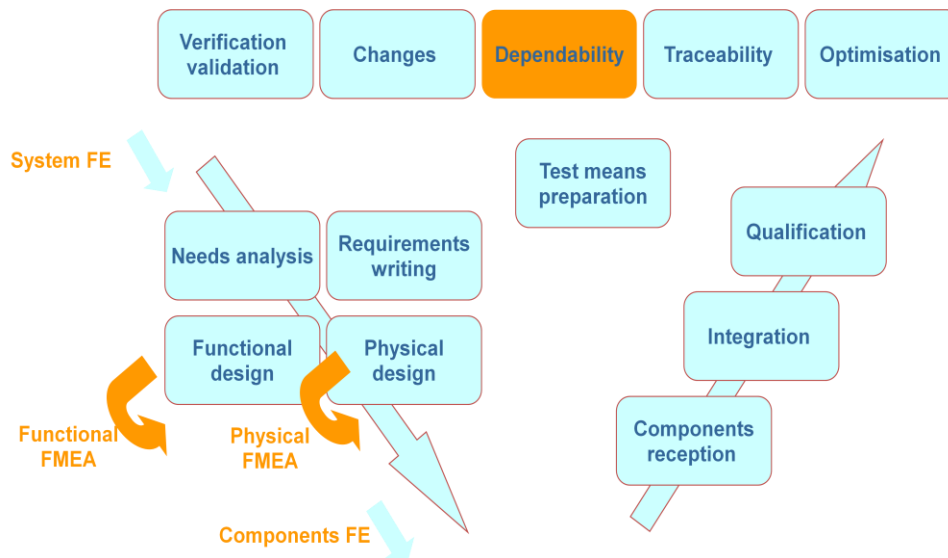 Verification
validation
Changes
Dependability
Traceability
Optimisation
System FE
Test means
preparation
Needs analysis
Requirements
writing
Qualification
Functional
design
Physical
design
Integration
Functional
FMEA
Physical
FMEA
Components
reception
Components FE